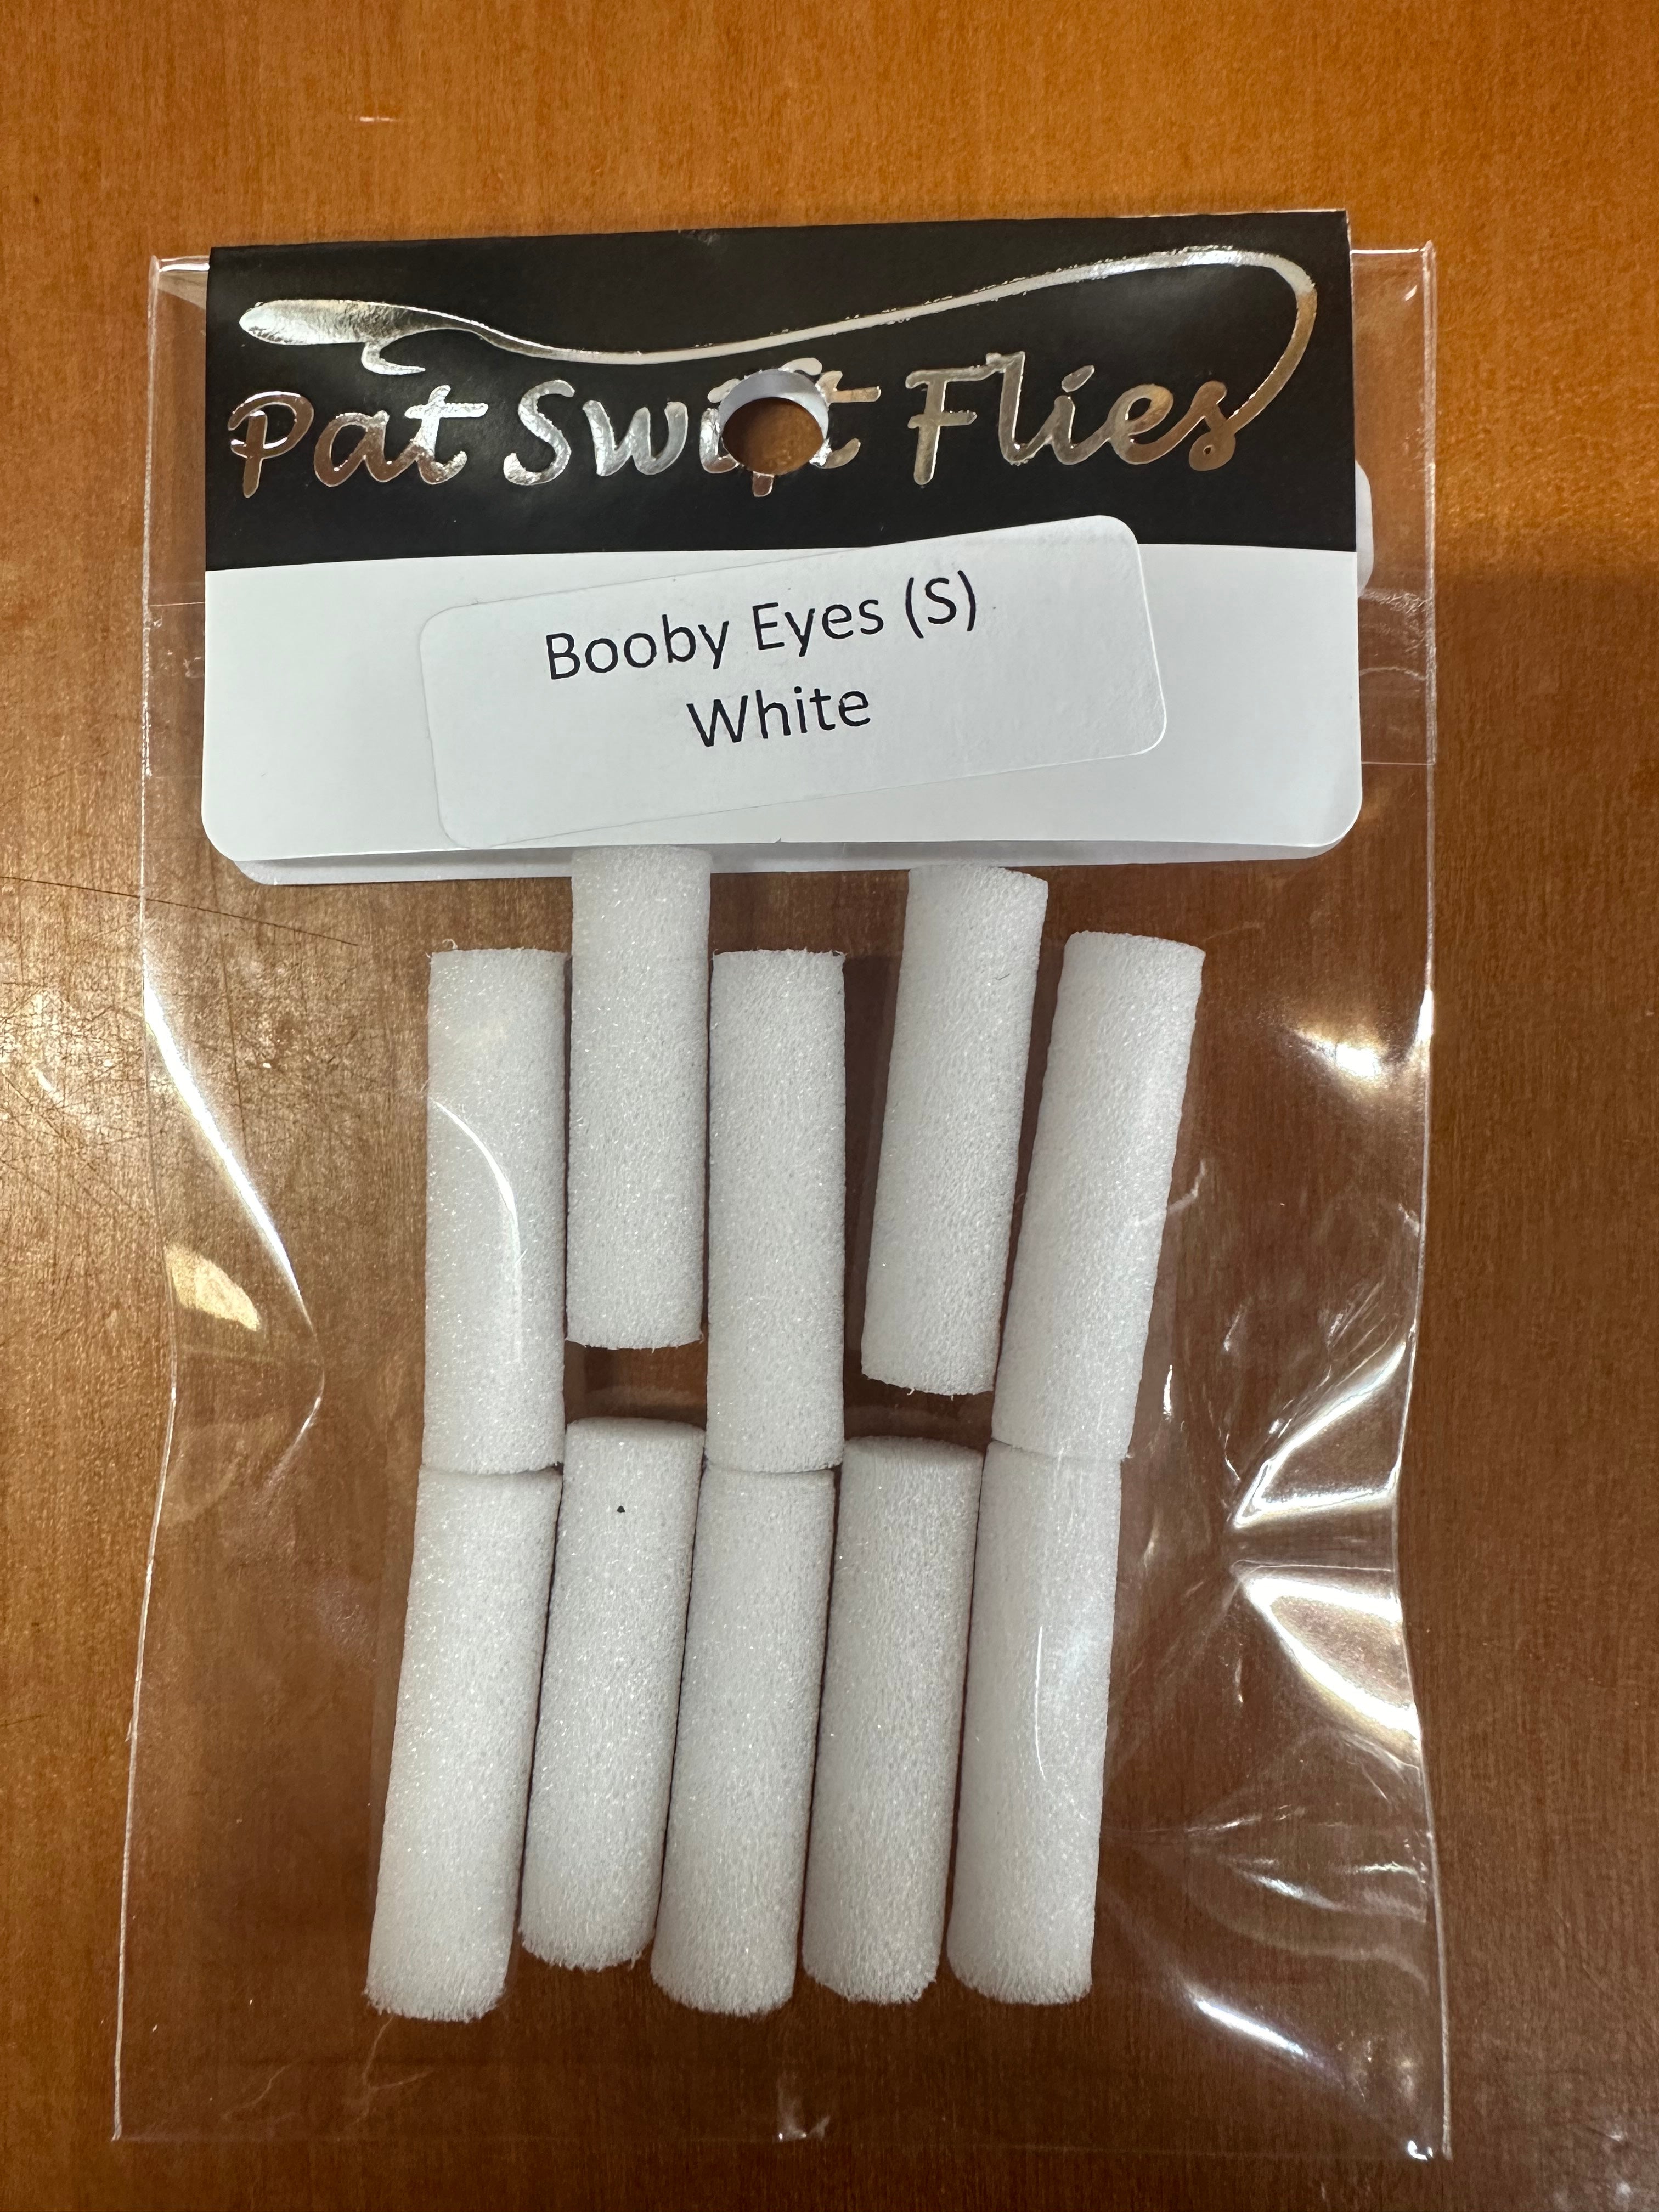 Pat Swift Flies
Booby Eyes (S)
White